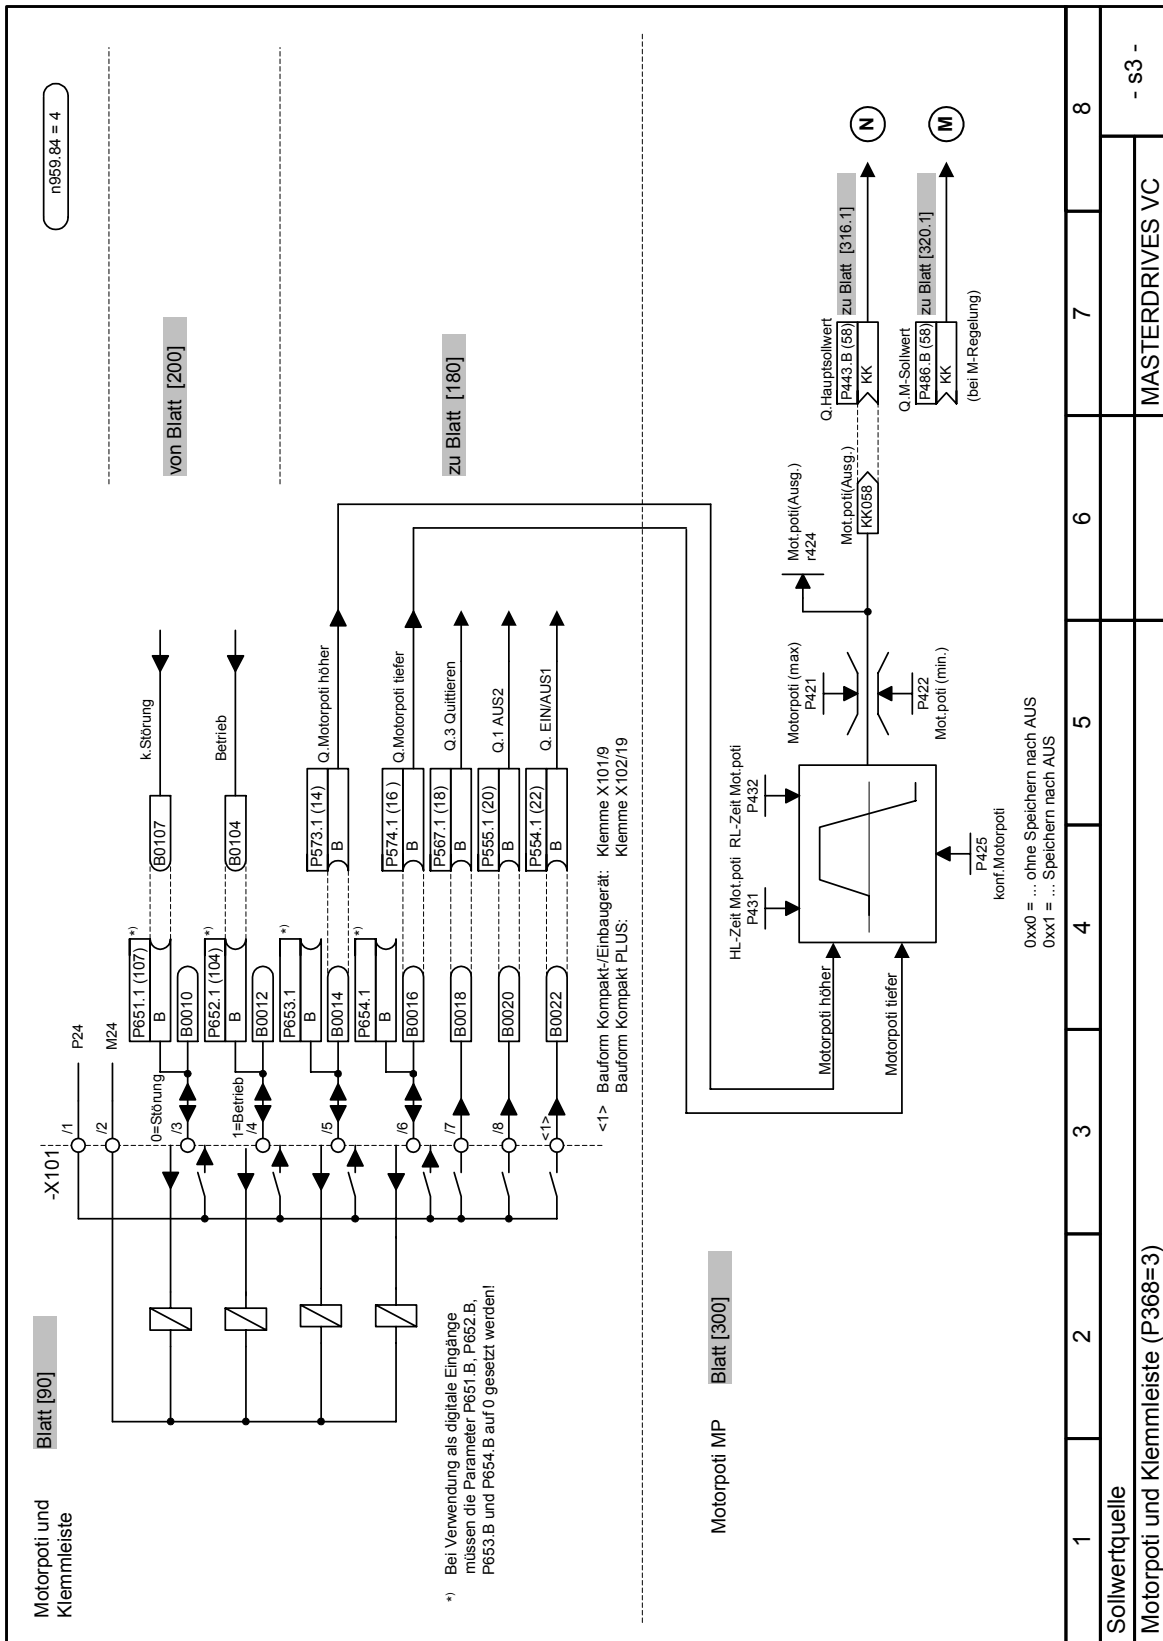 Motorpoti und
Klemmleiste
Blatt [90]
n959.84 = 4
-X101
P24
M24
/1
/2
0=Störung
/3
1=Betrieb
/4
/5
/6
/7
/8
<1>
P651.1 (107)
*)
B
B0010
B0107
k.Störung
von Blatt [200]
P652.1 (104)
*)
B
B0012
B0104
Betrieb
P653.1
*)
B
B0014
P573.1 (14)
B
Q.Motorpoti höher
P654.1
*)
B
B0016
P574.1 (16 )
B
Q.Motorpoti tiefer
zu Blatt [180]
B0018
P567.1 (18)
B
Q.3 Quittieren
B0020
P555.1 (20)
B
Q.1 AUS2
B0022
P554.1 (22)
B
Q. EIN/AUS1
*) Bei Verwendung als digitale Eingänge
müssen die Parameter P651.B, P652.B,
P653.B und P654.B auf 0 gesetzt werden!
<1> Bauform Kompakt-/Einbaugerät: Klemme X101/9
Bauform Kompakt PLUS: Klemme X102/19
Motorpoti MP
Blatt [300]
HL-Zeit Mot.poti
P431
RL-Zeit Mot.poti
P432
Motorpoti höher
Motorpoti tiefer
P425
konf.Motorpoti
0xx0 = ... ohne Speichern nach AUS
0xx1 = ... Speichern nach AUS
Motorpoti (max)
P421
P422
Mot.poti (min.)
Mot.poti(Ausg.)
r424
Mot.poti(Ausg.)
KK058
Q.Hauptsollwert
P443.B (58)
KK
zu Blatt [316.1]
N
Q.M-Sollwert
P486.B (58)
KK
zu Blatt [320.1]
M
(bei M-Regelung)
1 2 3 4 5 6 7 8
Sollwertquelle
- s3 -
Motorpoti und Klemmleiste (P368=3)
MASTERDRIVES VC